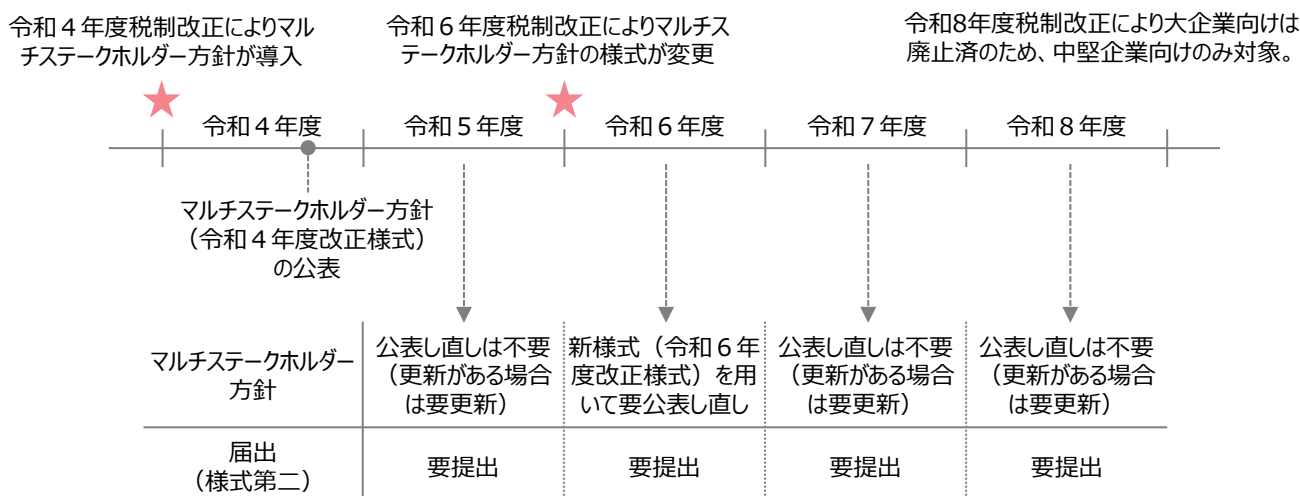 令和４年度税制改正によりマル
チステークホルダー方針が導入
令和６年度税制改正によりマルチス
テークホルダー方針の様式が変更
令和8年度税制改正により大企業向けは
廃止済のため、中堅企業向けのみ対象。
令和４年度
令和５年度
令和６年度
令和７年度
令和８年度
マルチステークホルダー方針
（令和４年度改正様式）
の公表
マルチステークホルダー
方針
公表し直しは不要
（更新がある場合
は要更新）
新様式（令和６年
度改正様式）を用
いて要公表し直し
公表し直しは不要
（更新がある場合
は要更新）
公表し直しは不要
（更新がある場合
は要更新）
届出
（様式第二）
要提出
要提出
要提出
要提出